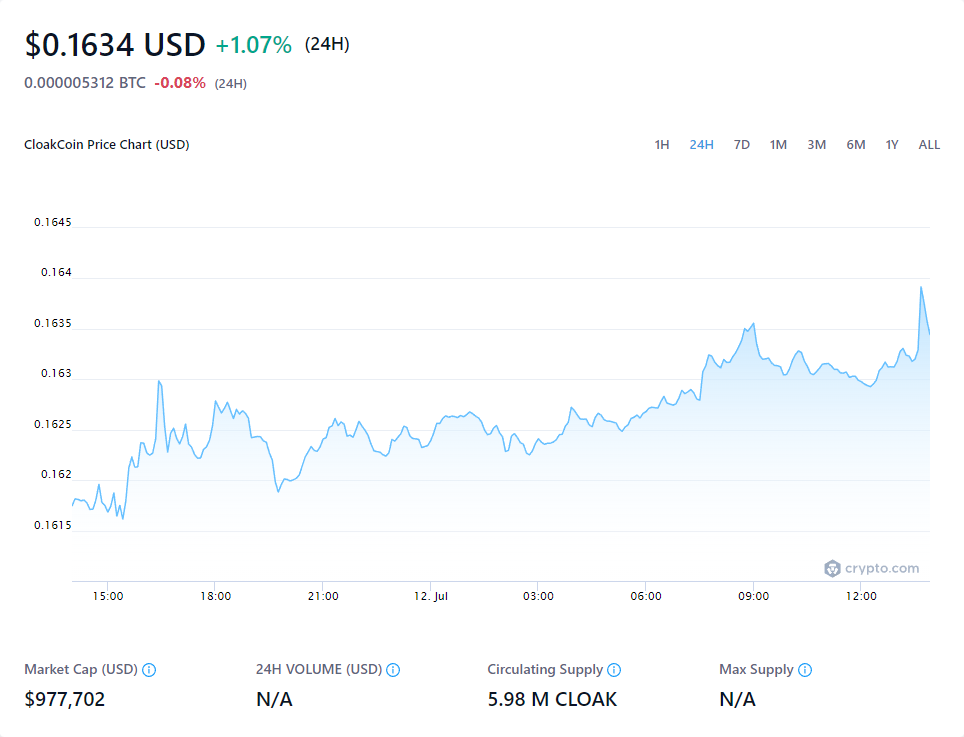 $0.1634 USD +1.07% (24H)
0.000005312 BTC -0.08% (24H)
CloakCoin Price Chart (USD) 1H 24H 7D 1M 3M 6M 1Y ALL
0.1645
0.164
0.1635
0.163
0.1625
0.162
0.1615
crypto.com
15:00 18:00 21:00 12. Jul 03:00 06:00 09:00 12:00
Market Cap (USD) 24H VOLUME (USD) Circulating Supply Max Supply
$977,702 N/A 5.98 M CLOAK N/A